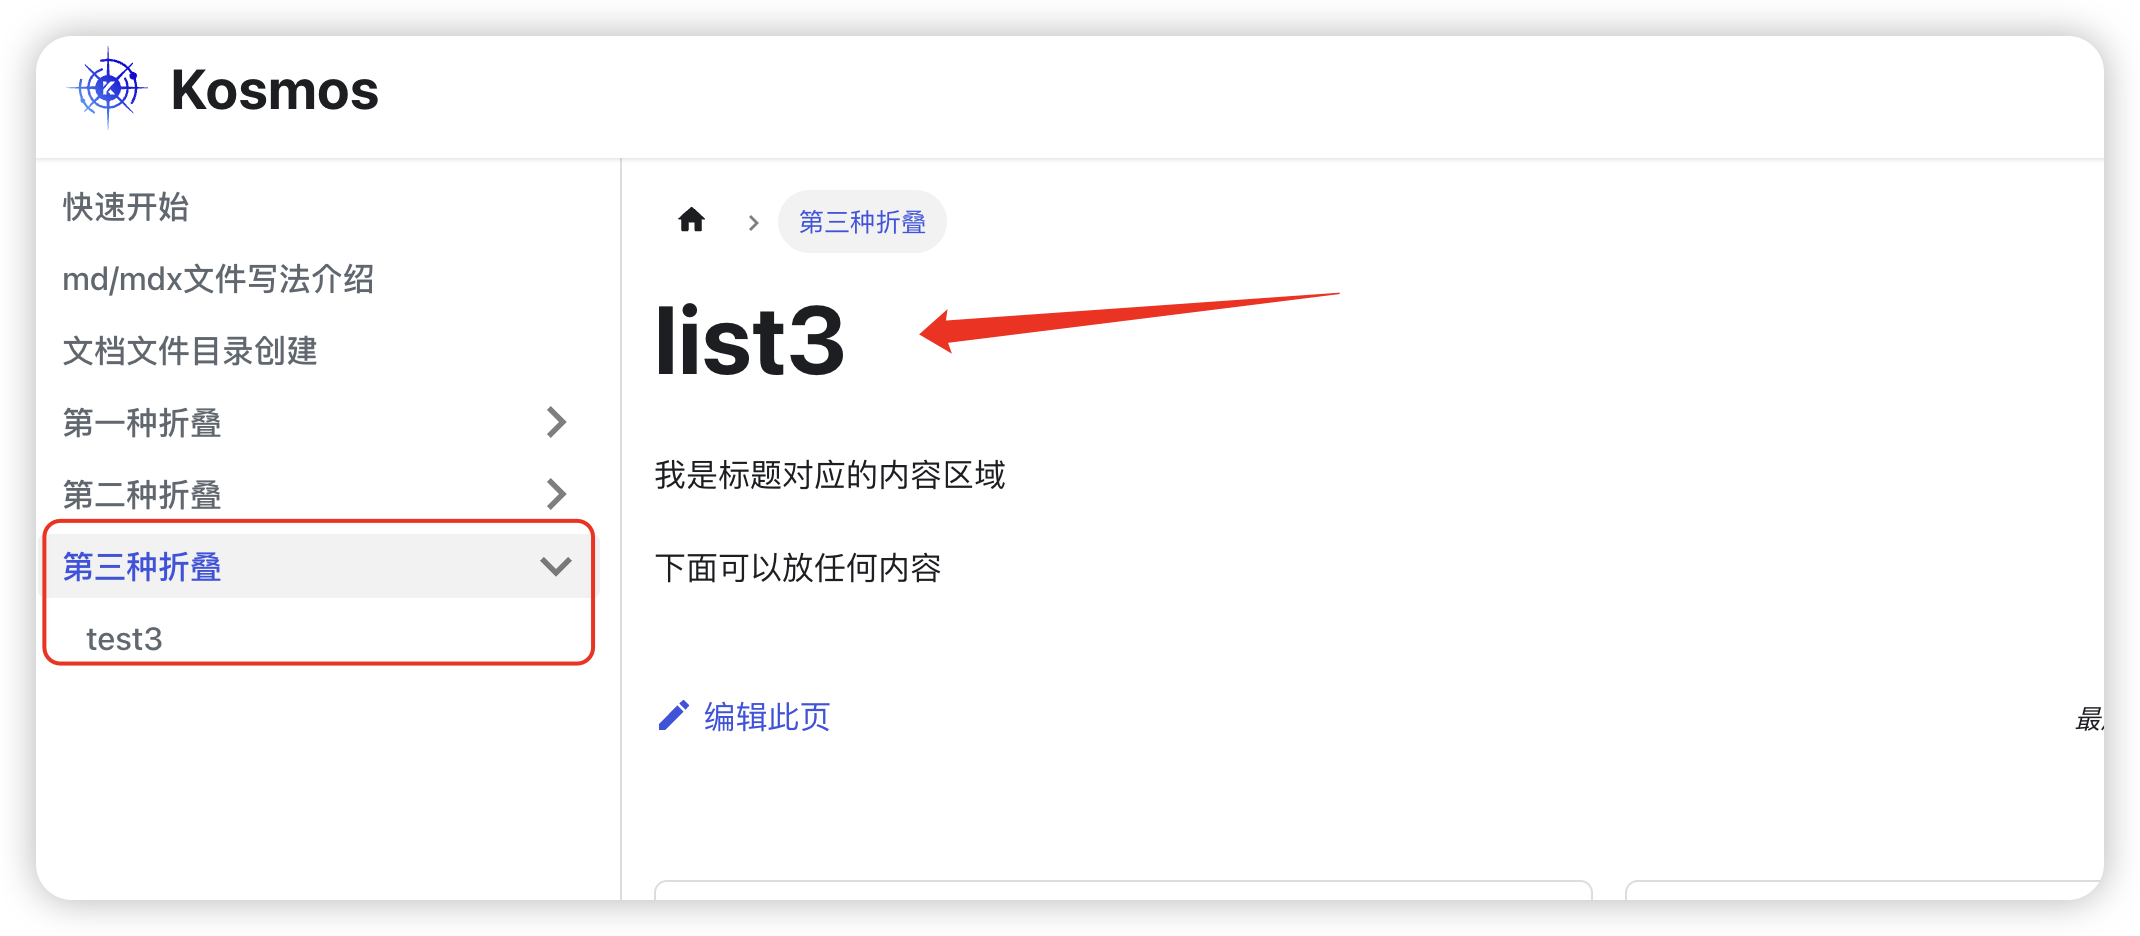 Kosmos
快速开始
md/mdx文件写法介绍
文档文件目录创建
第一种折叠
第二种折叠
第三种折叠
test3
第三种折叠
list3
我是标题对应的内容区域
下面可以放任何内容
编辑此页
最